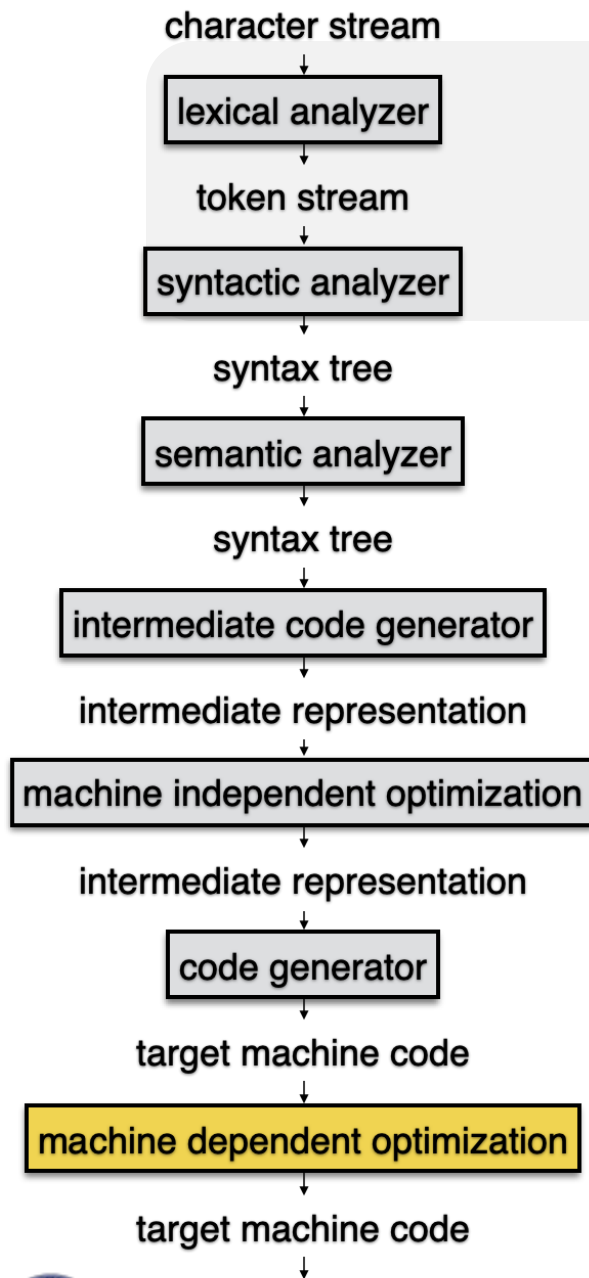 character stream
lexical analyzer
token stream
syntactic analyzer
syntax tree
semantic analyzer
syntax tree
intermediate code generator
intermediate representation
machine independent optimization
intermediate representation
code generator
target machine code
machine dependent optimization
target machine code